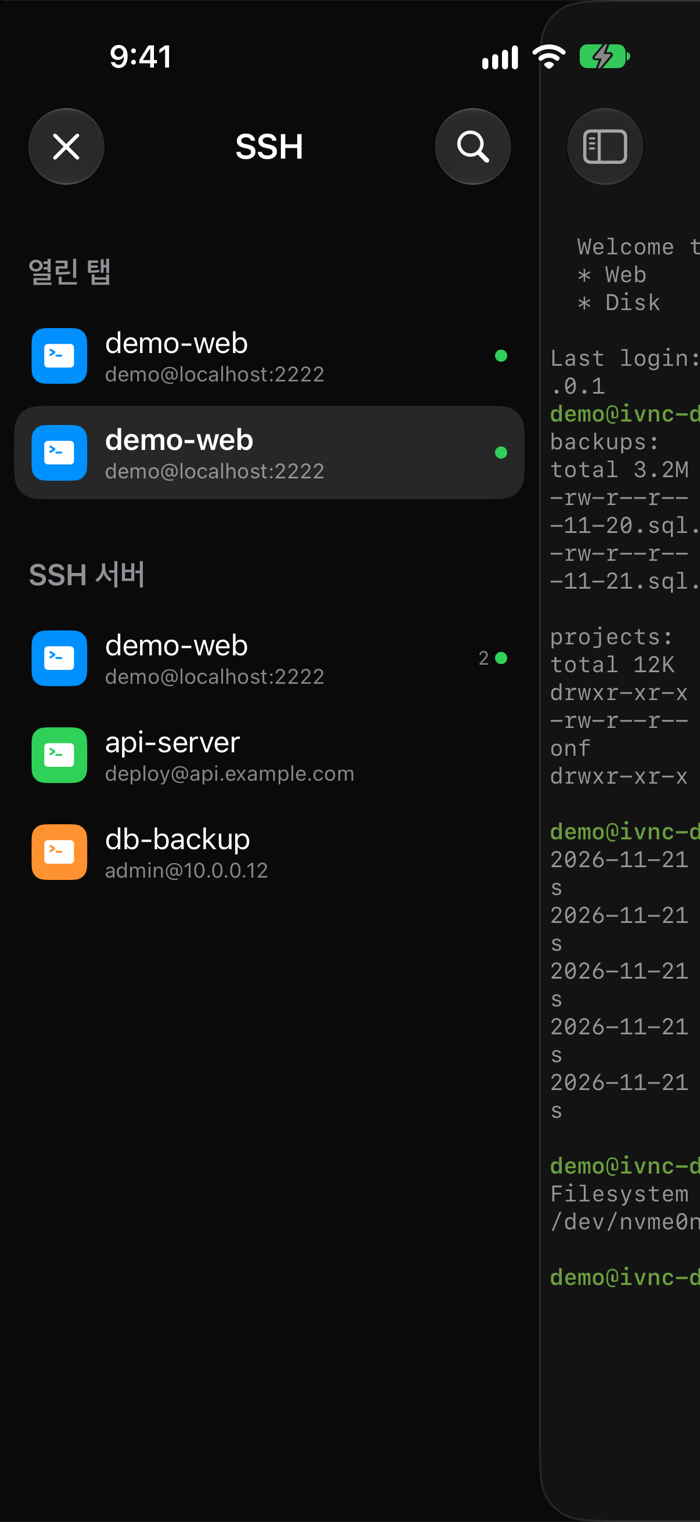 9:41
SSH
열린 탭
demo-web
demo@localhost:2222
demo-web
demo@localhost:2222
SSH 서버
demo-web
demo@localhost:2222
2
api-server
deploy@api.example.com
db-backup
admin@10.0.0.12
Welcome t
* Web
* Disk
Last login:
.0.1
demo@ivnc-d
backups:
total 3.2M
-rw-r--r--
-11-20.sql.
-rw-r--r--
-11-21.sql.
projects:
total 12K
drwxr-xr-x
-rw-r--r--
onf
drwxr-xr-x
demo@ivnc-d
2026-11-21
s
2026-11-21
s
2026-11-21
s
2026-11-21
s
2026-11-21
s
demo@ivnc-d
Filesystem
/dev/nvme0n
demo@ivnc-d